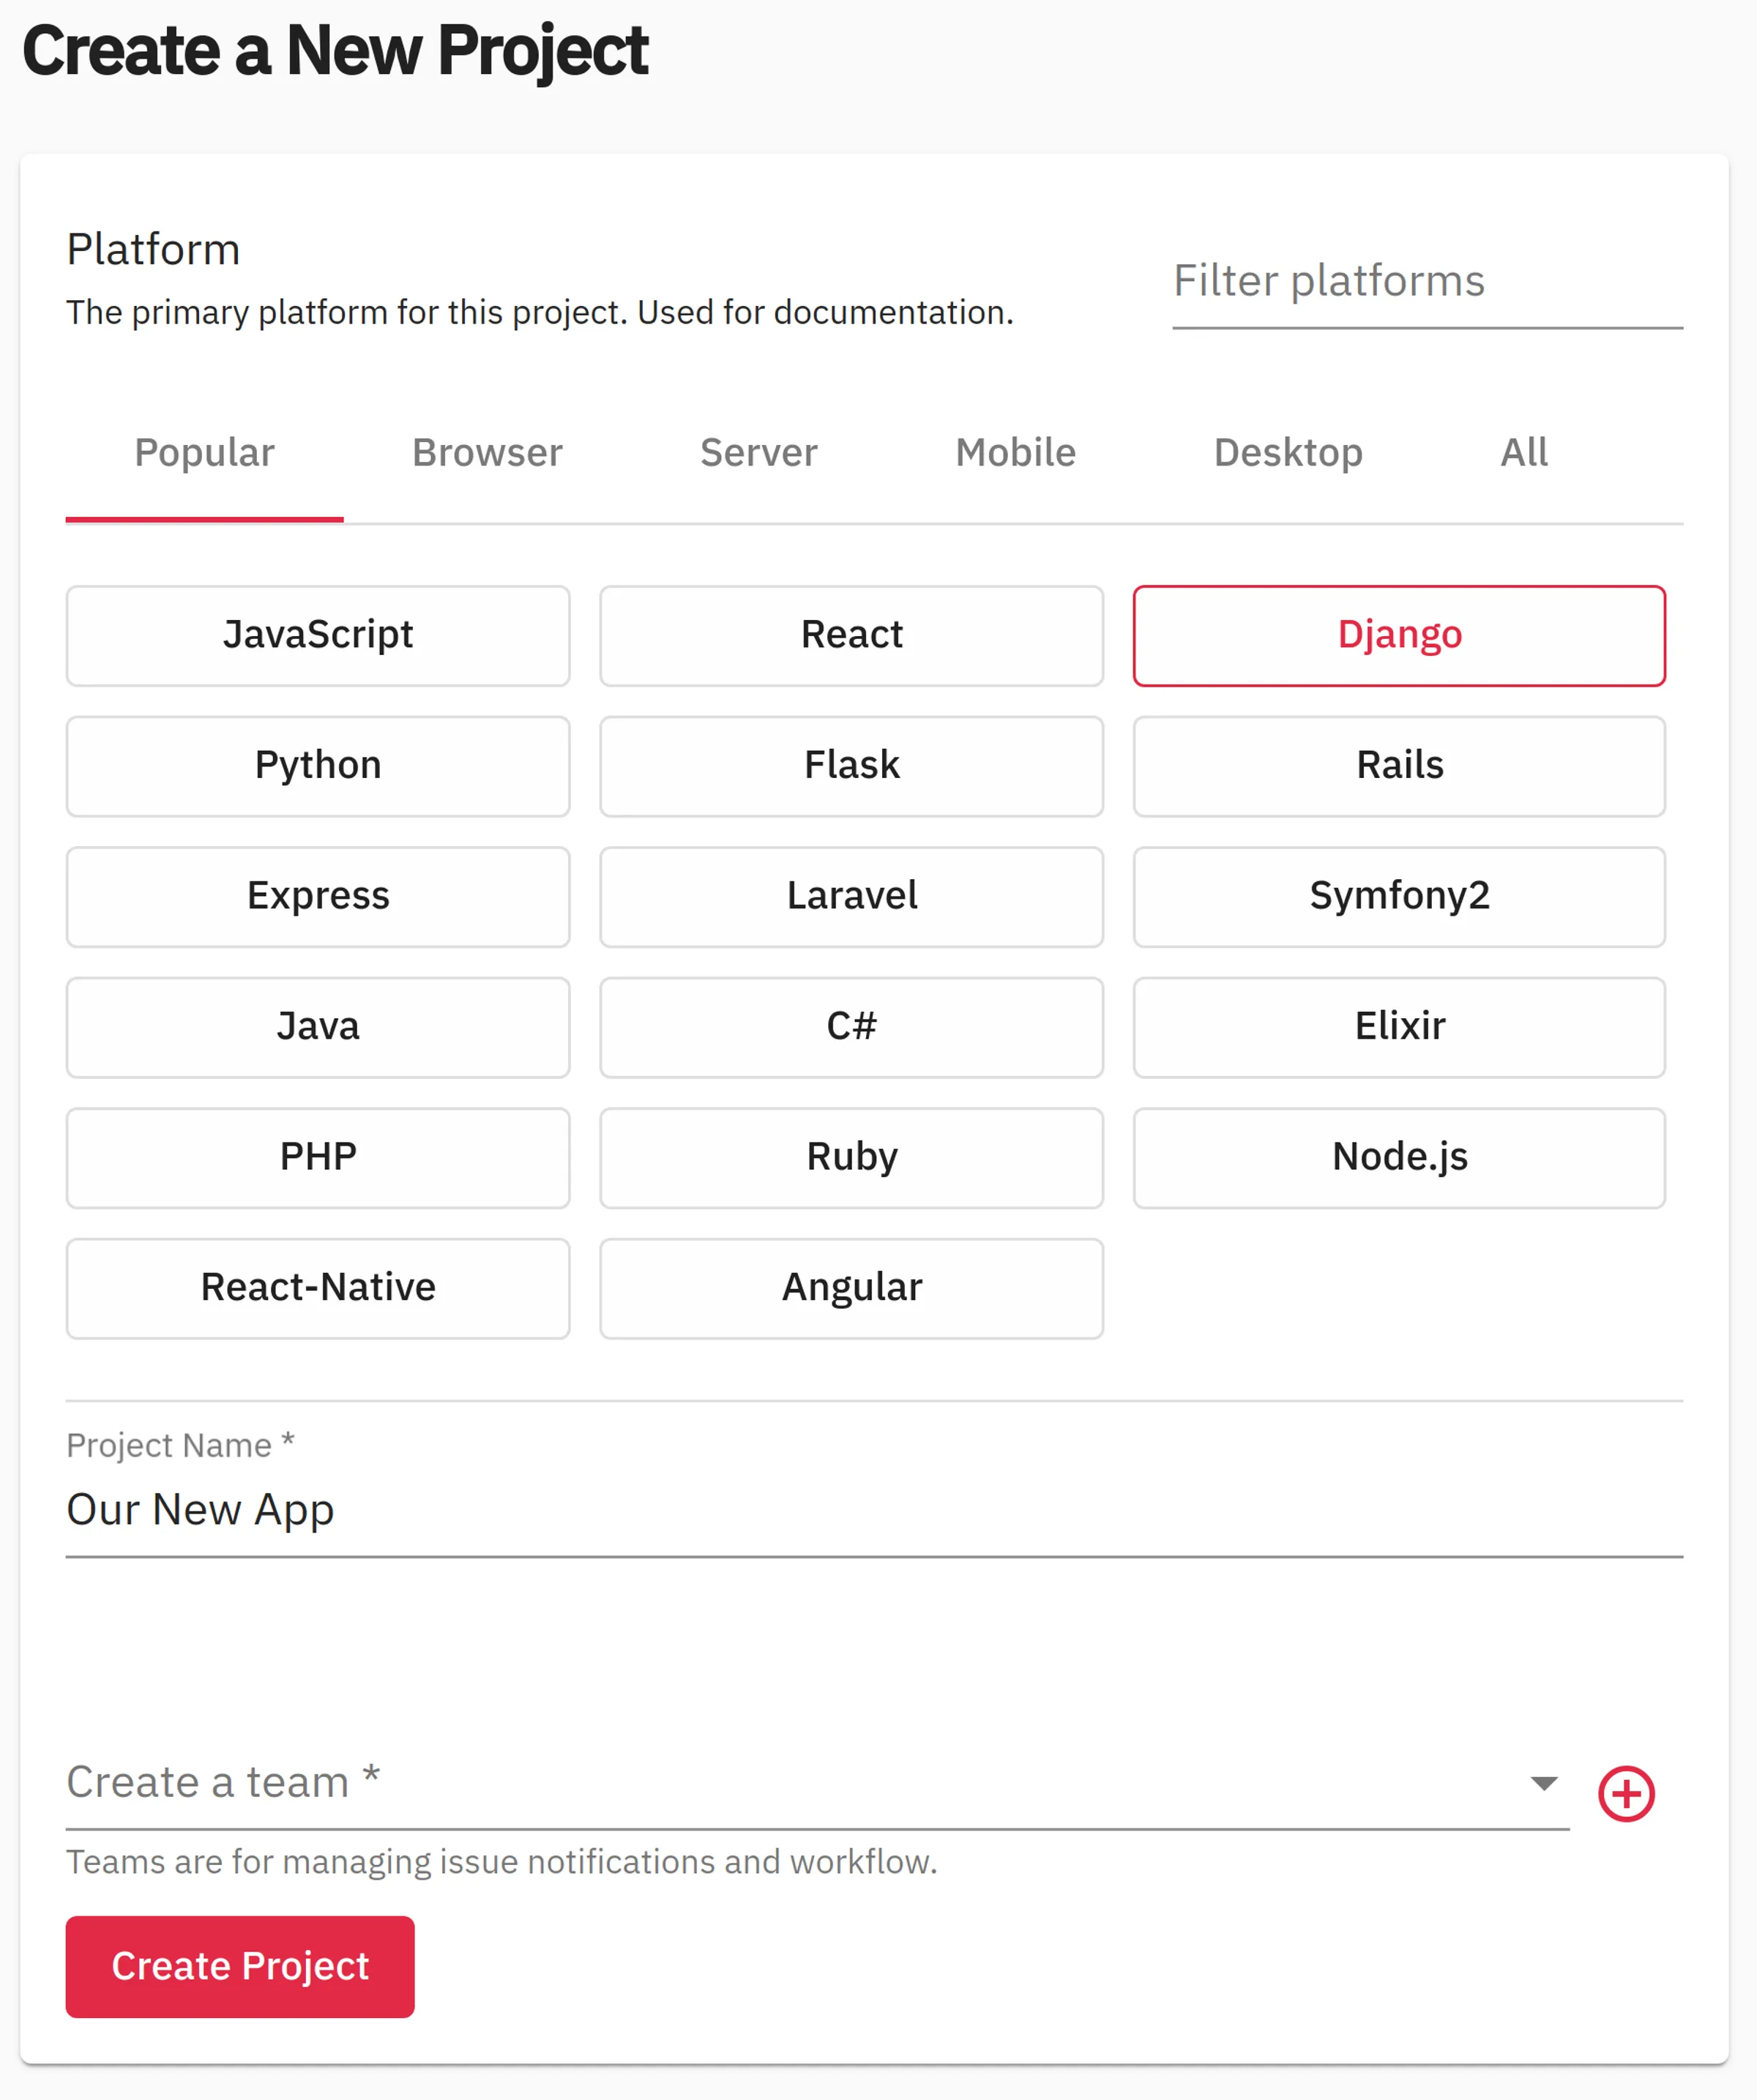 Create a New Project
Platform
The primary platform for this project. Used for documentation.
Filter platforms
Popular Browser Server Mobile Desktop All
JavaScript React Django
Python Flask Rails
Express Laravel Symfony2
Java C# Elixir
PHP Ruby Node.js
React-Native Angular
Project Name *
Our New App
Create a team *
Teams are for managing issue notifications and workflow.
Create Project